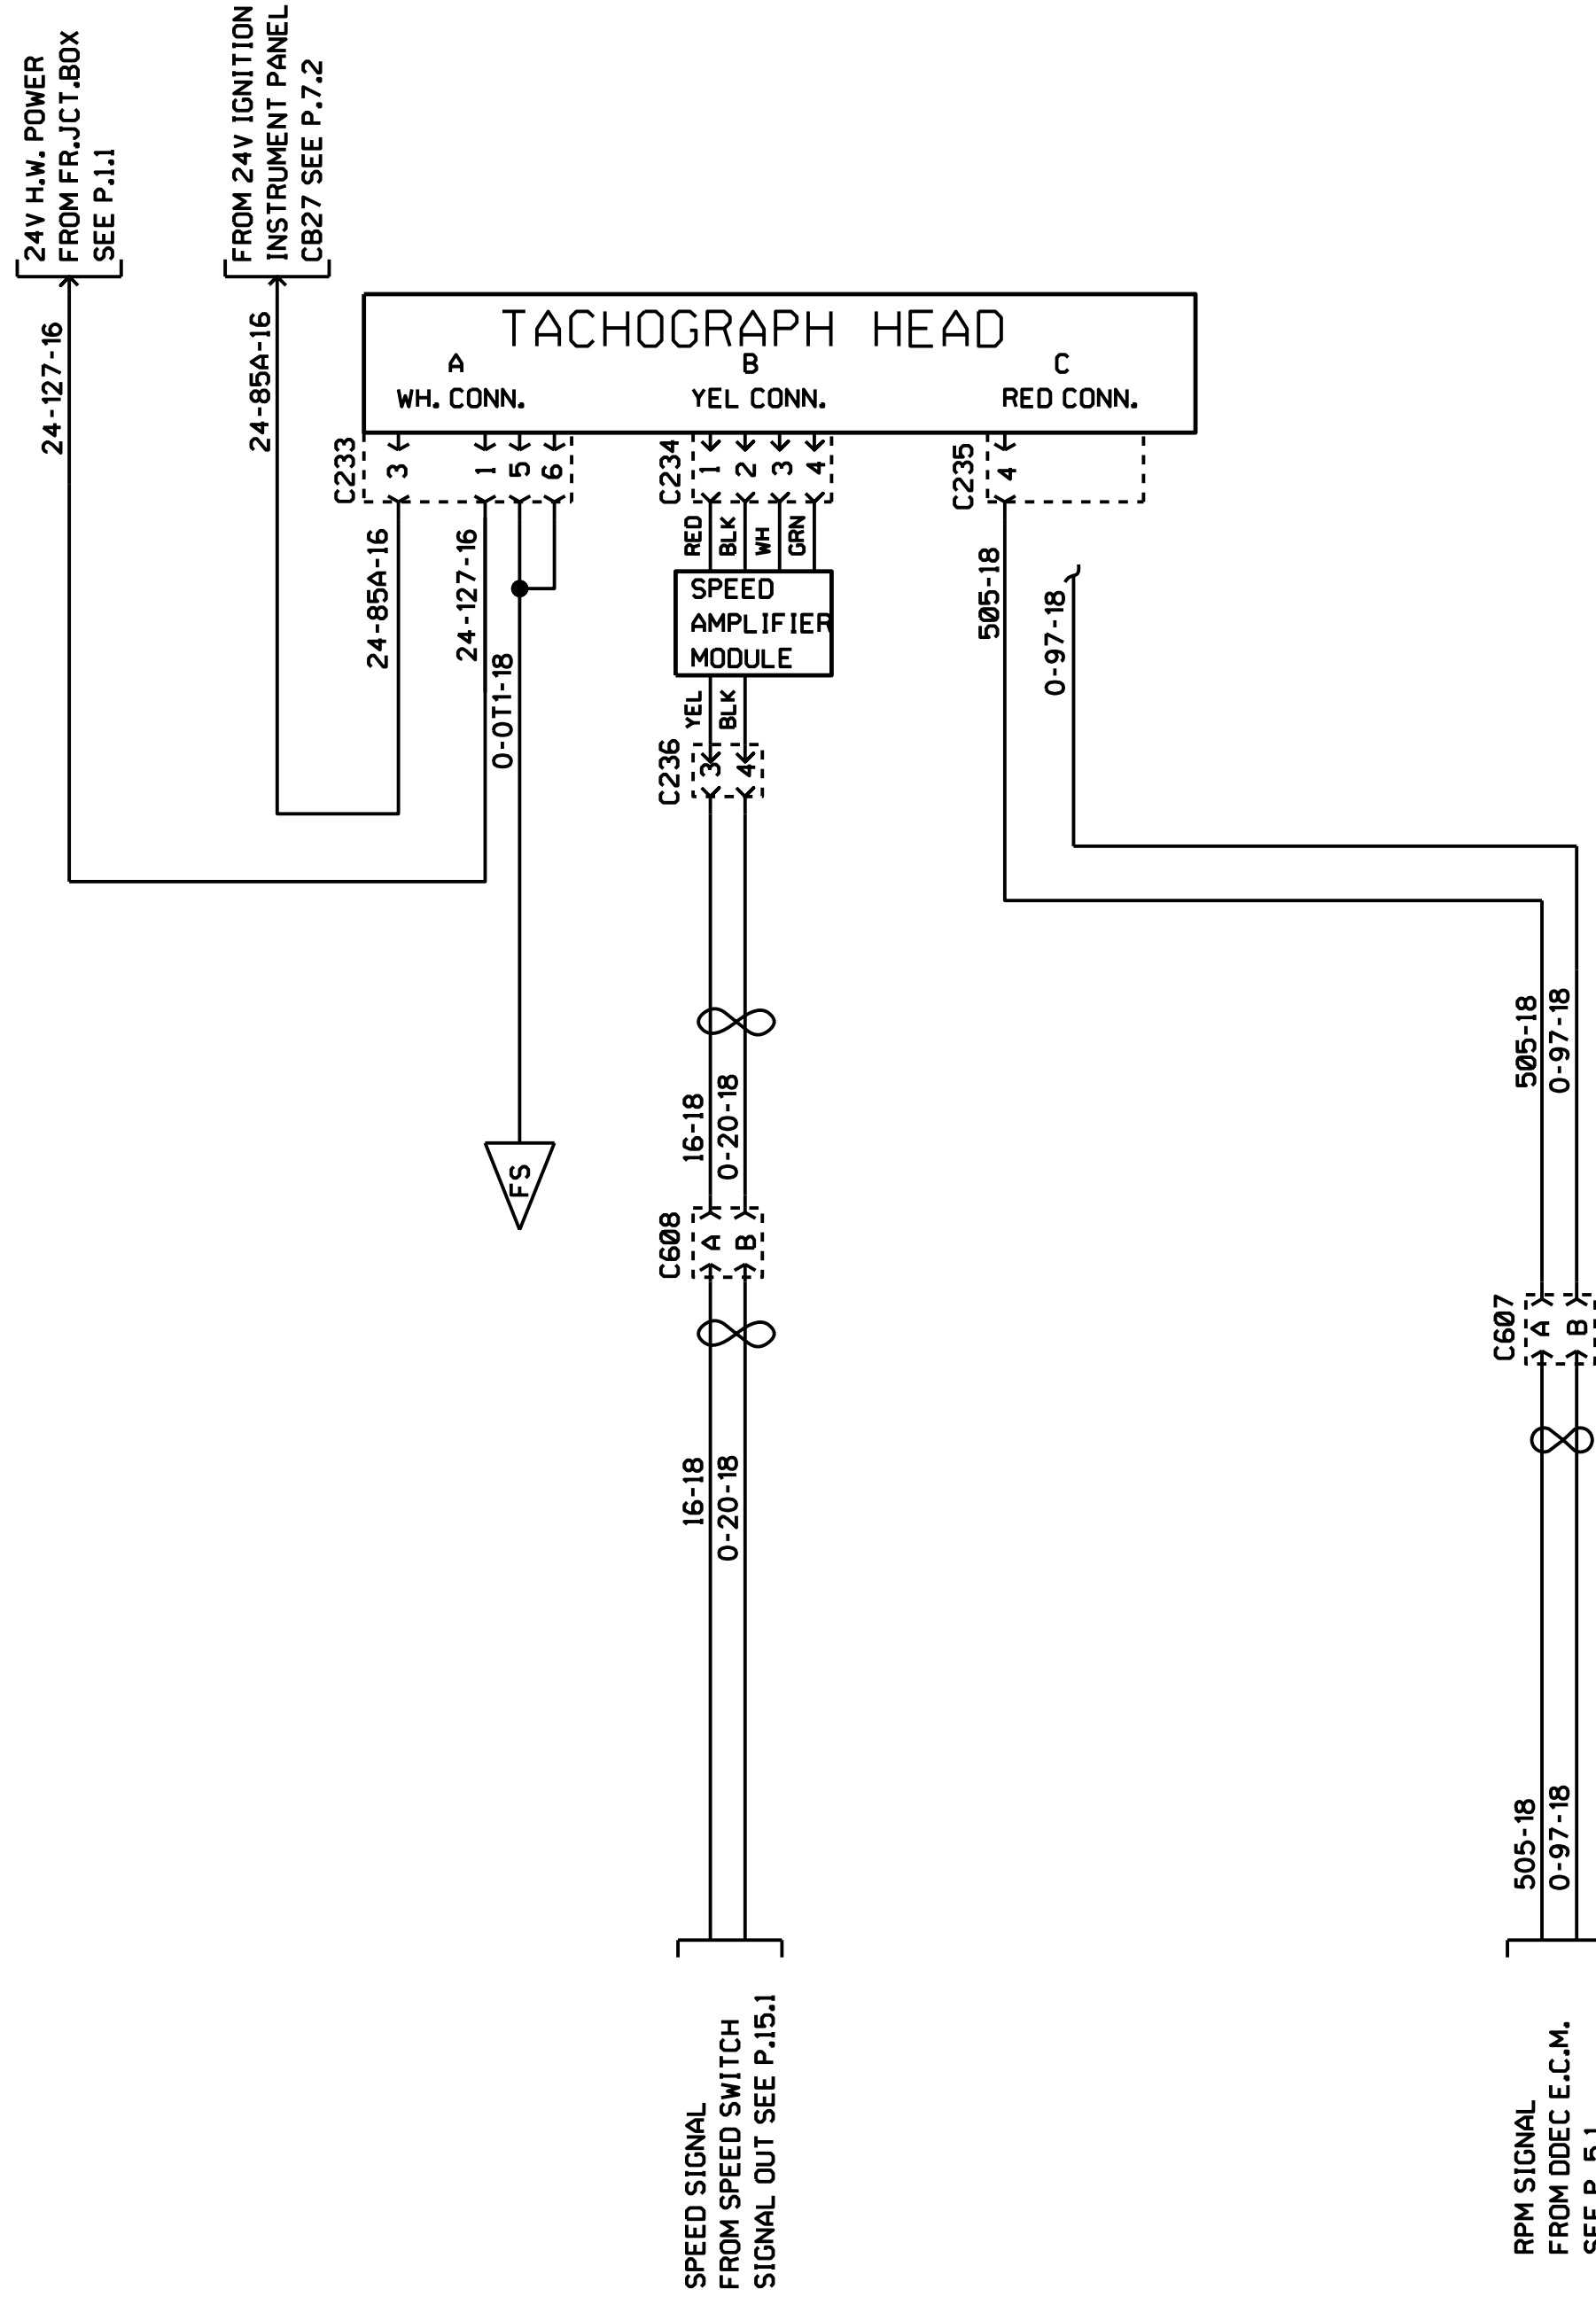 24V H.W. POWER
FROM FR.JCT.BOX
SEE P.1.1
FROM 24V IGNITION
INSTRUMENT PANEL
CB27 SEE P.7.2
24-127-16
24-85A-16
TACHOGRAPH HEAD
A
B
C
WH. CONN.
YEL CONN.
RED CONN.
C233
3
1
5
6
C234
1
2
3
4
C235
4
24-85A-16
24-127-16
0-0T1-18
RED
BLK
WH
GRN
SPEED
AMPLIFIER
MODULE
505-18
0-97-18
YEL
BLK
C236
3
4
16-18
0-20-18
505-18
0-97-18
FS
C608
A
B
C607
A
B
16-18
0-20-18
505-18
0-97-18
SPEED SIGNAL
FROM SPEED SWITCH
SIGNAL OUT SEE P.15.1
RPM SIGNAL
FROM DDEC E.C.M.